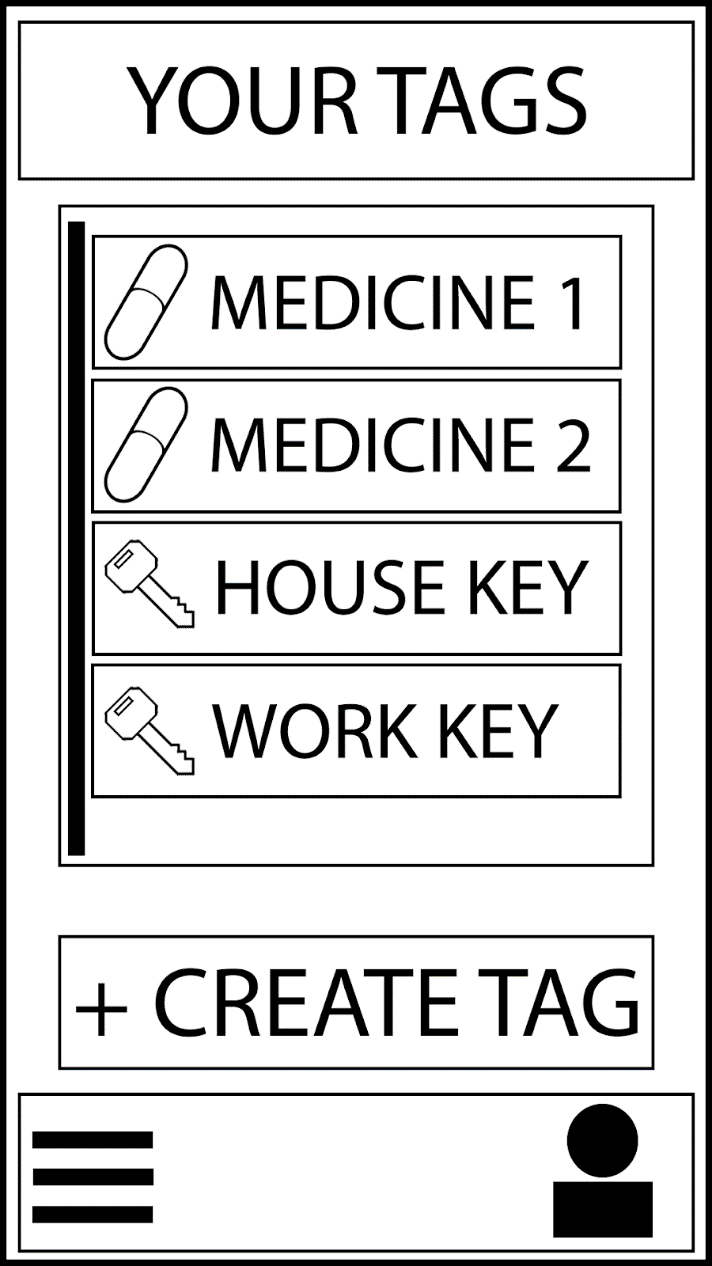 YOUR TAGS
MEDICINE 1
MEDICINE 2
HOUSE KEY
WORK KEY
+ CREATE TAG